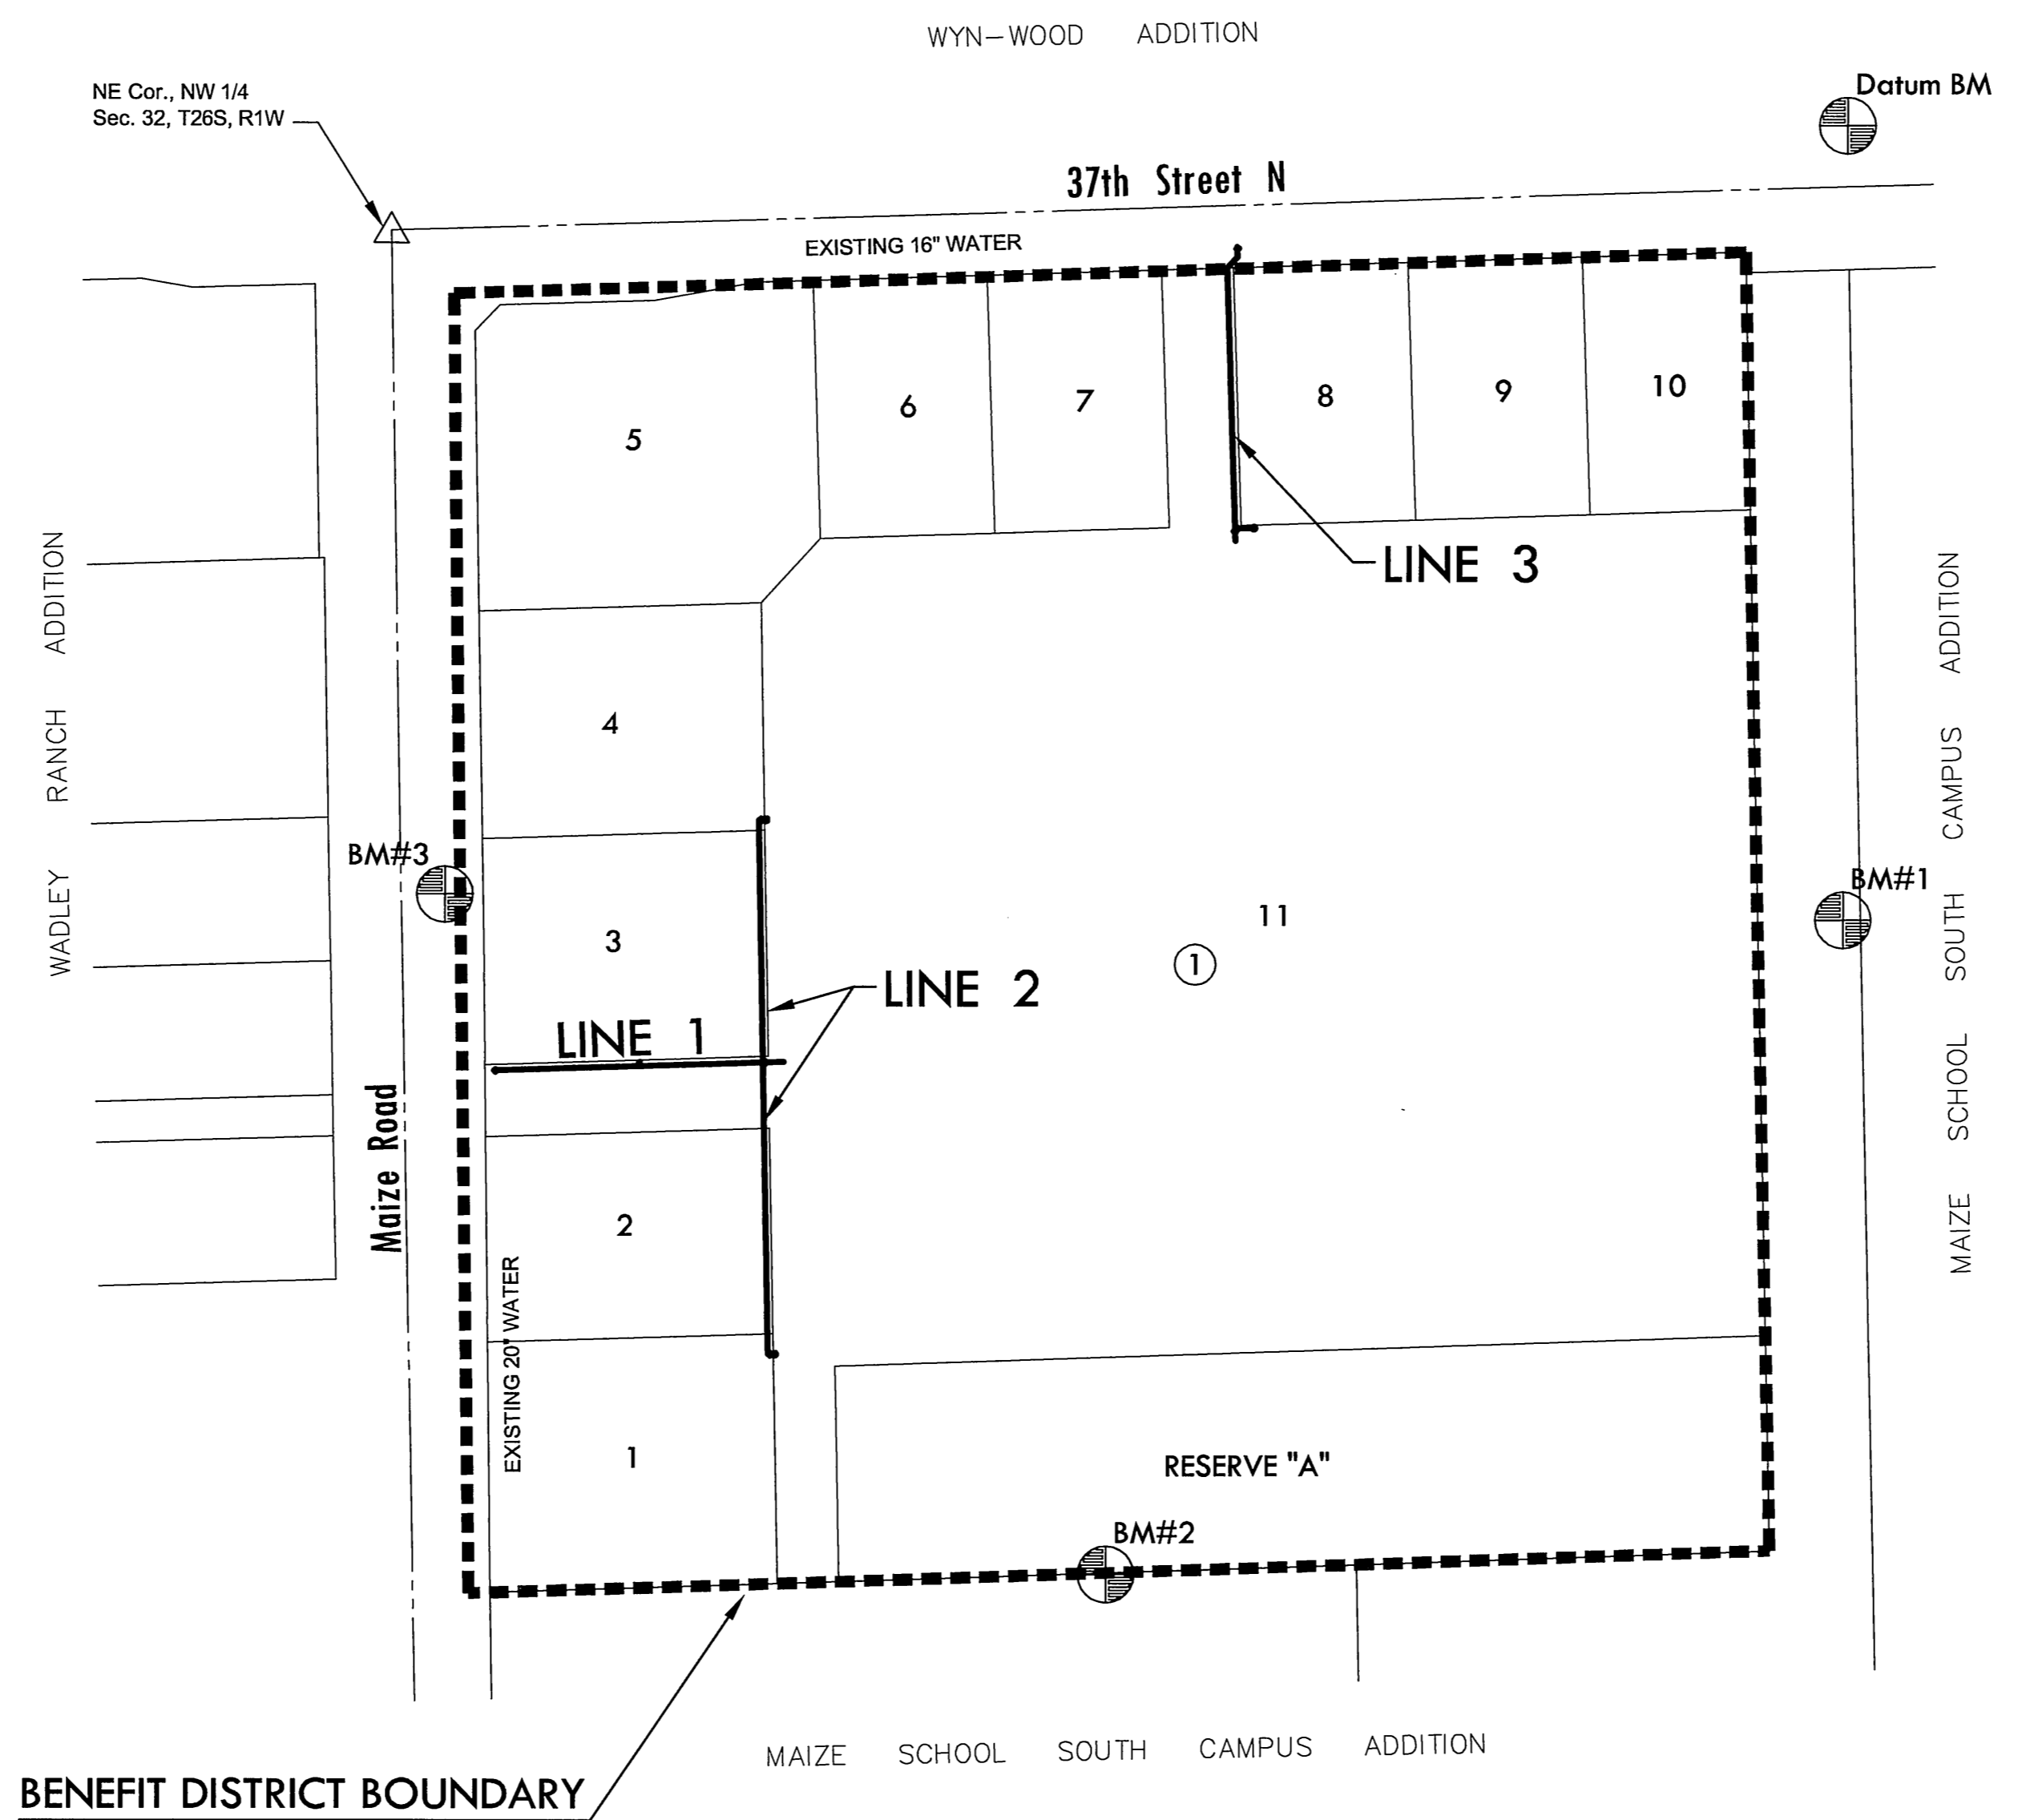 WYN-WOOD ADDITION
NE Cor., NW 1/4
Sec. 32, T26S, R1W
Datum BM
37th Street N
EXISTING 16" WATER
5
6
7
8
9
10
LINE 3
WADLEY RANCH ADDITION
MAIZE SCHOOL SOUTH CAMPUS ADDITION
4
BM#3
BM#1
3
11
1
LINE 2
LINE 1
Maize Road
2
EXISTING 20" WATER
1
RESERVE "A"
BM#2
MAIZE SCHOOL SOUTH CAMPUS ADDITION
BENEFIT DISTRICT BOUNDARY